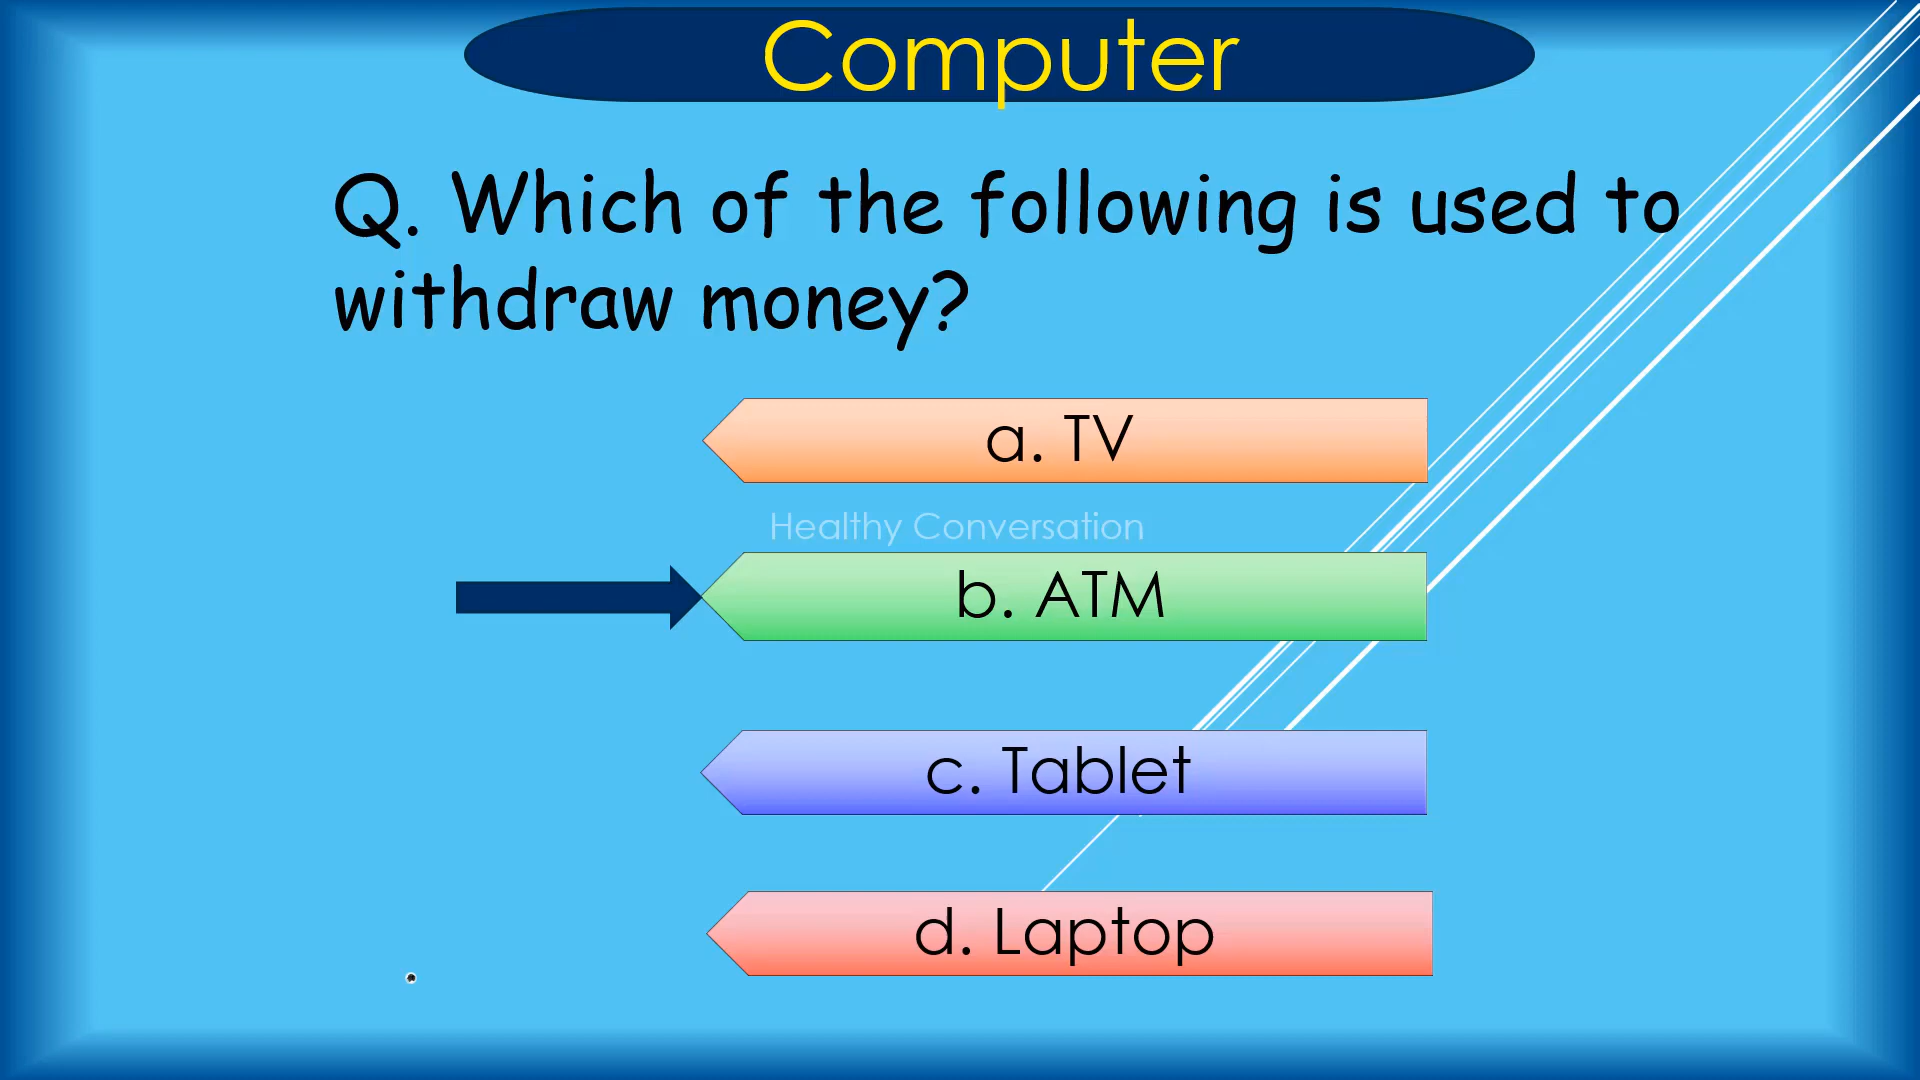 Computer
Q. Which of the following is used to
withdraw money?
a. TV
Healthy Conversation
b. ATM
c. Tablet
d. Laptop